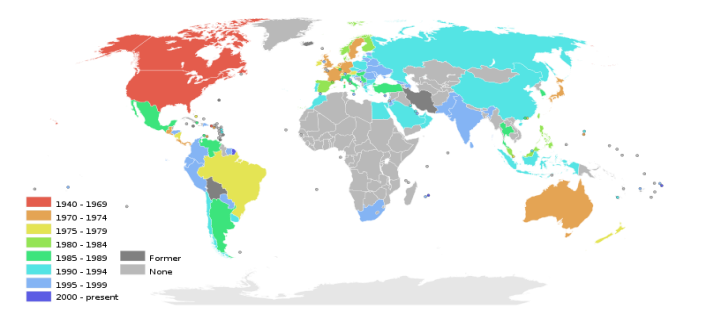 1940 - 1969
1970 - 1974
1975 - 1979
1980 - 1984
1985 - 1989
1990 - 1994
1995 - 1999
2000 - present
Former
None